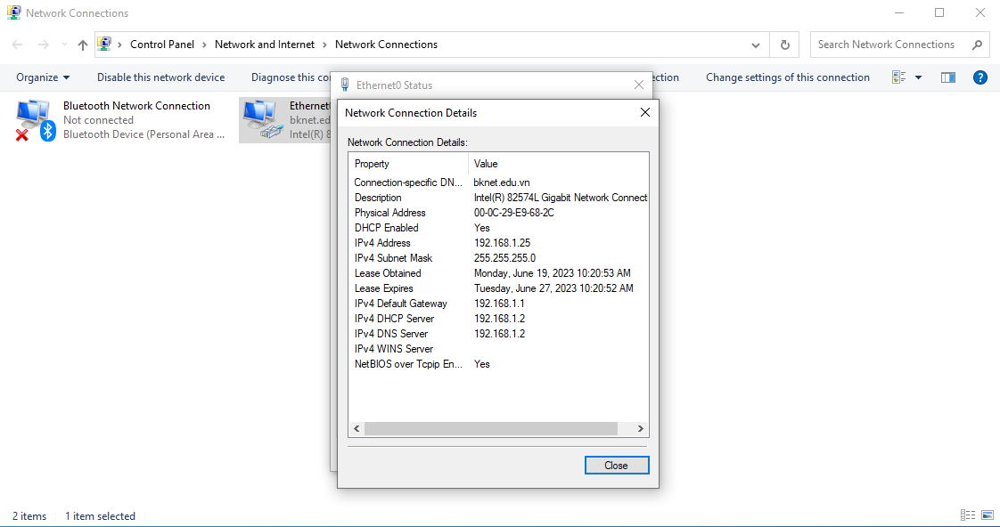 Network Connections
Control Panel > Network and Internet > Network Connections
Search Network Connections
Organize
Disable this network device
Diagnose this co
ction
Change settings of this connection
Bluetooth Network Connection
Not connected
Bluetooth Device (Personal Area ...
Ethernet
bknet.ed
Intel(R) 8
Ethernet0 Status
Network Connection Details
Network Connection Details:
Property Value
Connection-specific DN... bknet.edu.vn
Description Intel(R) 82574L Gigabit Network Connect
Physical Address 00-0C-29-E9-68-2C
DHCP Enabled Yes
IPv4 Address 192.168.1.25
IPv4 Subnet Mask 255.255.255.0
Lease Obtained Monday, June 19, 2023 10:20:53 AM
Lease Expires Tuesday, June 27, 2023 10:20:52 AM
IPv4 Default Gateway 192.168.1.1
IPv4 DHCP Server 192.168.1.2
IPv4 DNS Server 192.168.1.2
IPv4 WINS Server
NetBIOS over Tcpip En... Yes
Close
2 items
1 item selected